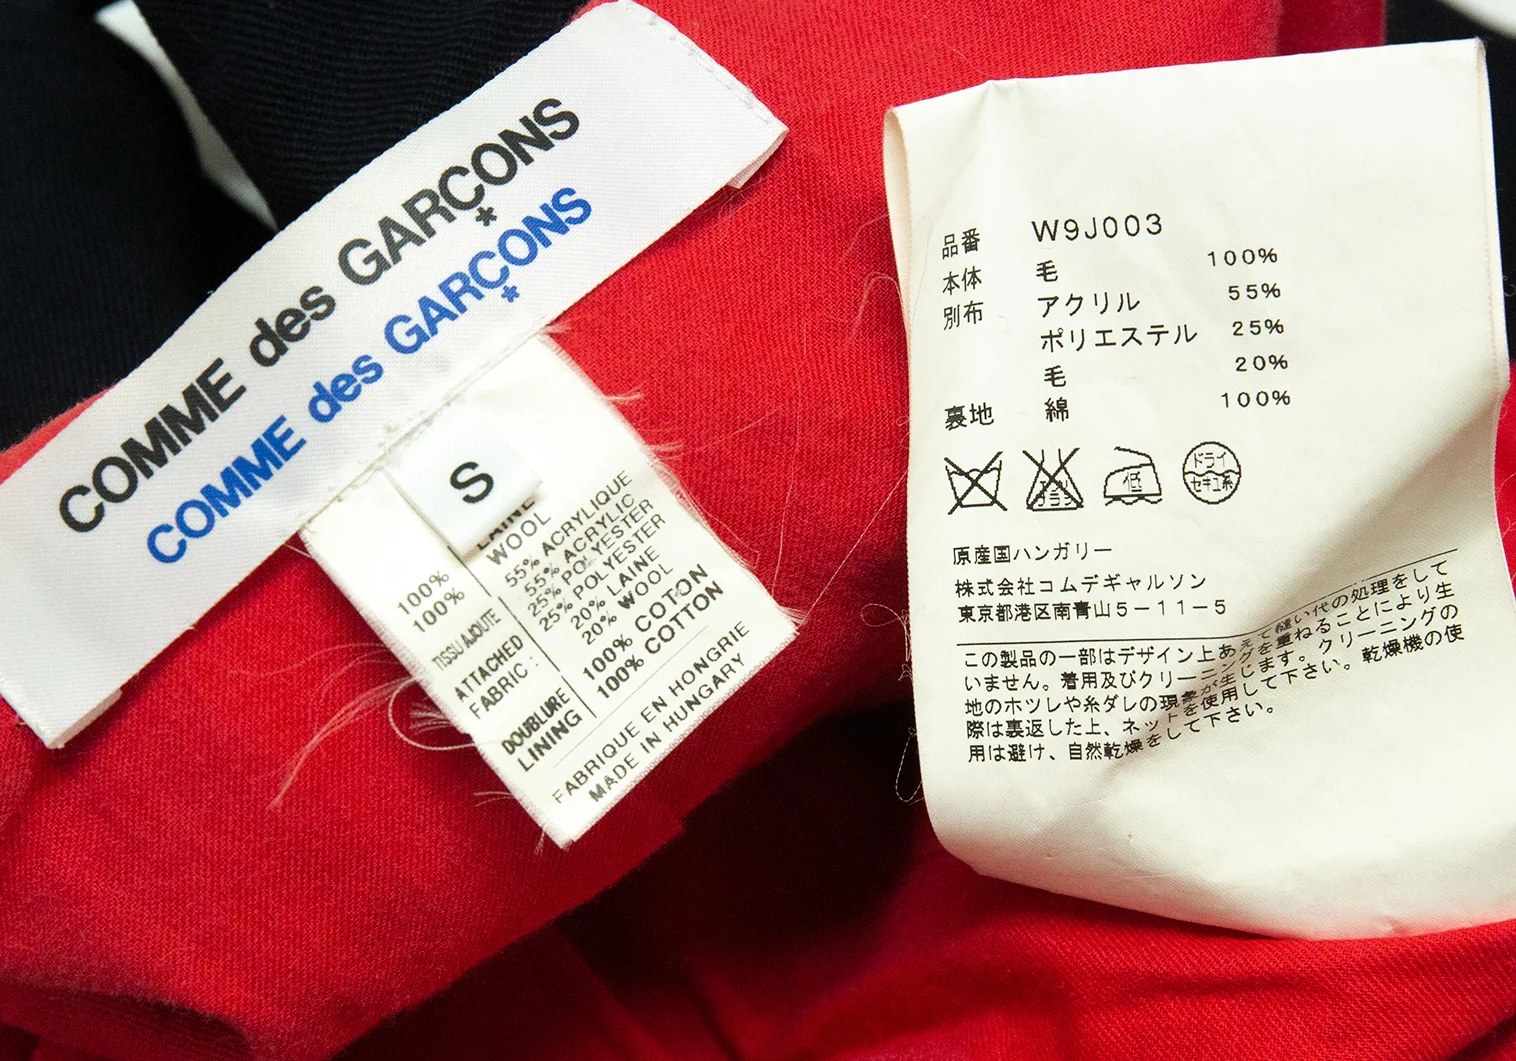 COMME des GARÇONS
*
COMME des GARÇONS
*
S
LAINE
100% WOOL
100%
TISSU AJOUTE
ATTACHED
FABRIC :
55% ACRYLIQUE
55% ACRYLIC
25% POLYESTER
25% POLYESTER
20% LAINE
20% WOOL
DOUBLURE 100% COTON
LINING 100% COTTON
FABRIQUE EN HONGRIE
MADE IN HUNGARY
品番 W9J003
本体 毛 100%
別布 アクリル 55%
ポリエステル 25%
毛 20%
裏地 綿 100%
低 ドライ
セキユ系
原産国ハンガリー
株式会社コムデギャルソン
東京都港区南青山5-11-5
この製品の一部はデザイン上あえて縫い代の処理をして
いません。着用及びクリーニングを重ねることにより生
地のホツレや糸ダレの現象が生じます。クリーニングの
際は裏返した上、ネットを使用して下さい。乾燥機の使
用は避け、自然乾燥をして下さい。